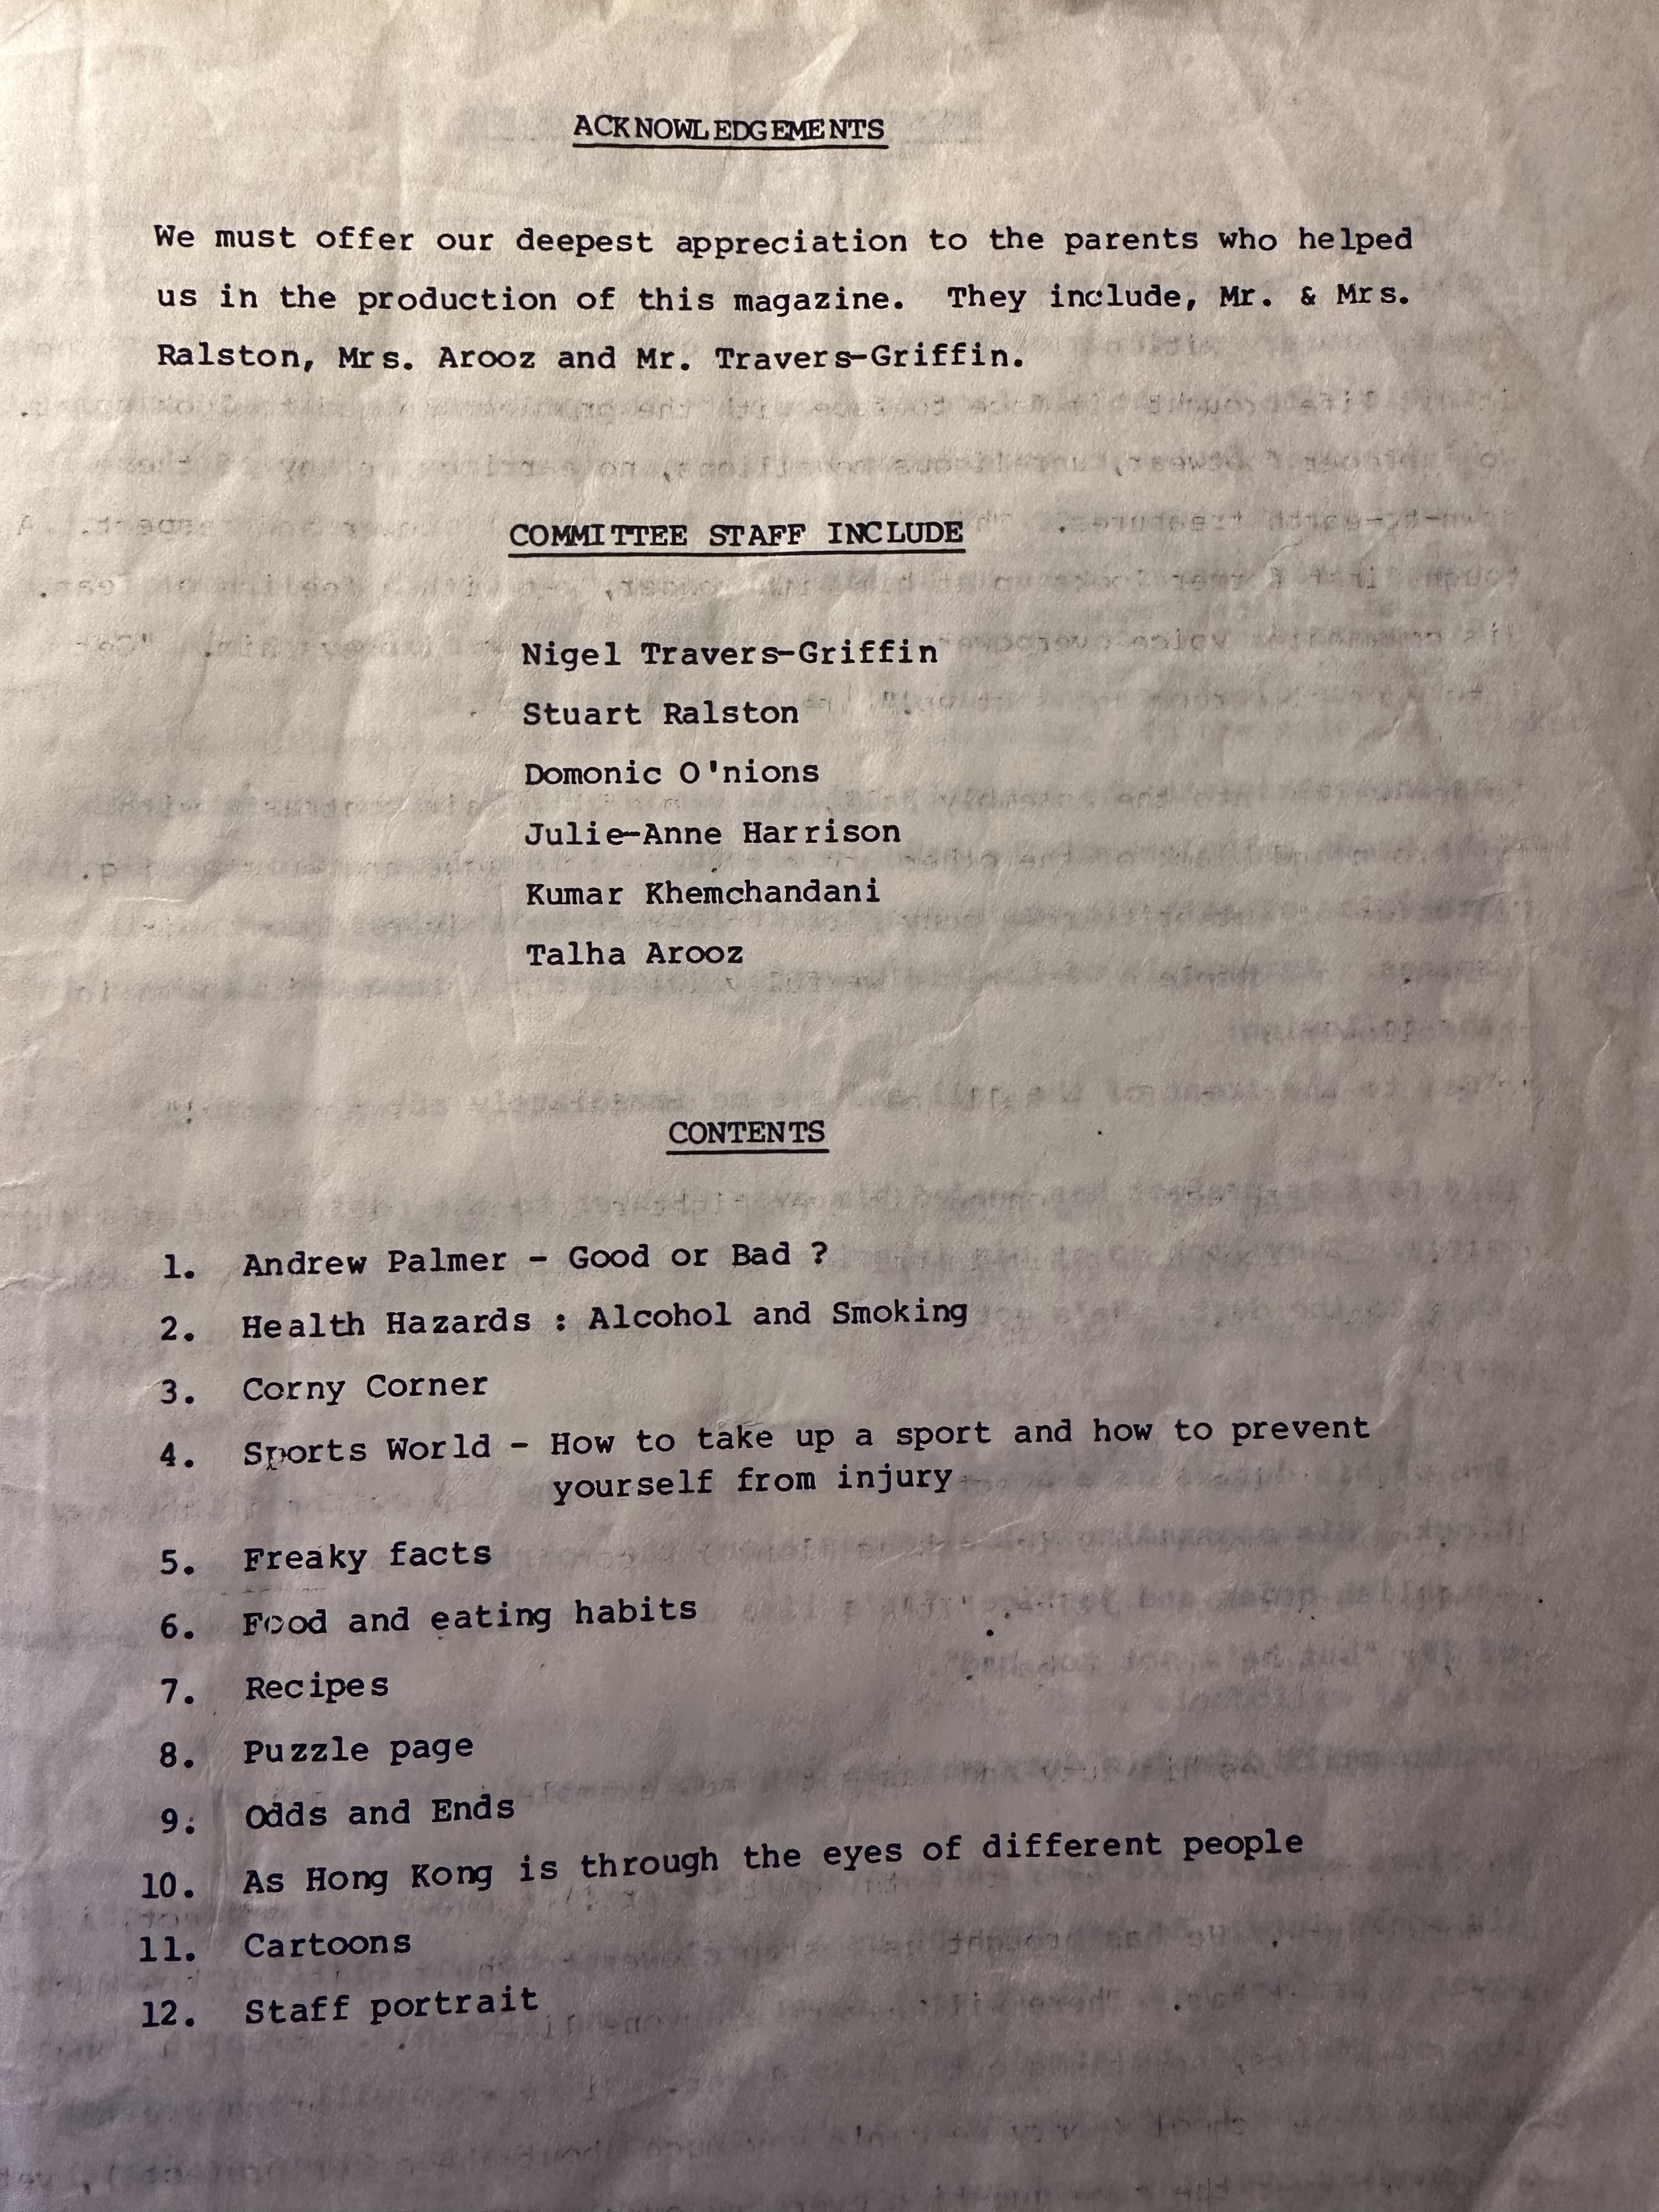 ACKNOWLEDGEMENTS
We must offer our deepest appreciation to the parents who helped
us in the production of this magazine. They include, Mr. & Mrs.
Ralston, Mrs. Arooz and Mr. Travers-Griffin.
COMMITTEE STAFF INCLUDE
Nigel Travers-Griffin
Stuart Ralston
Domonic O'nions
Julie-Anne Harrison
Kumar Khemchandani
Talha Arooz
CONTENTS
1. Andrew Palmer - Good or Bad ?
2. Health Hazards : Alcohol and Smoking
3. Corny Corner
4. Sports World - How to take up a sport and how to prevent
yourself from injury
5. Freaky facts
6. Food and eating habits
7. Recipes
8. Puzzle page
9. Odds and Ends
10. As Hong Kong is through the eyes of different people
11. Cartoons
12. Staff portrait